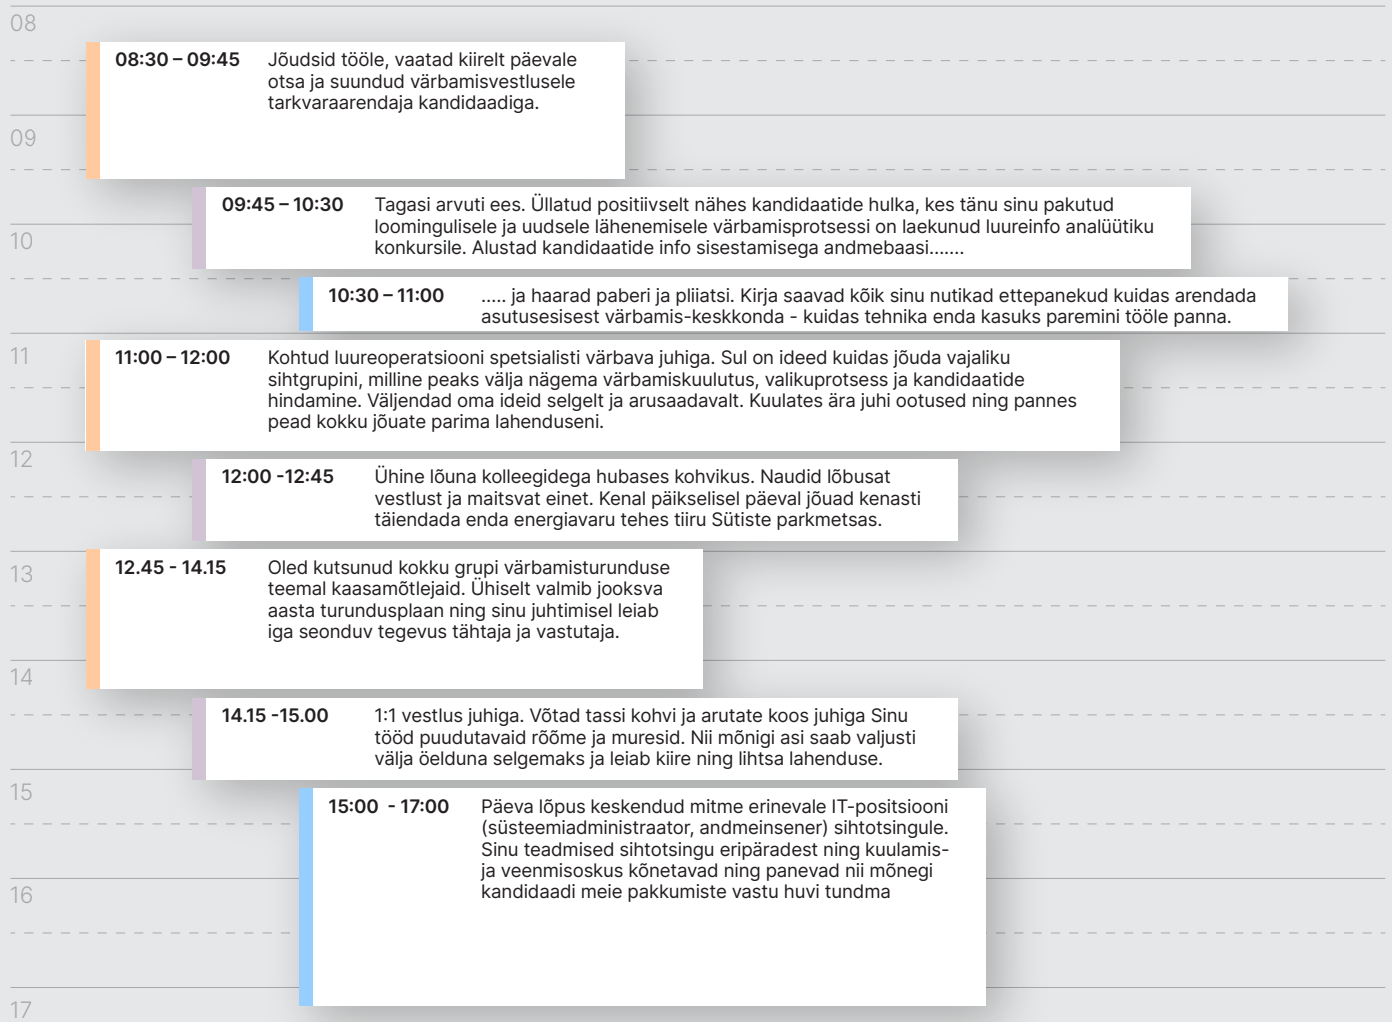 08
08:30 – 09:45 Jõudsid tööle, vaatad kiirelt päevale
otsa ja suundud värbamisvestlusele
tarkvaraarendaja kandidaadiga.
09
09:45 – 10:30 Tagasi arvuti ees. Üllatud positiivselt nähes kandidaatide hulka, kes tänu sinu pakutud
loomingulisele ja uudsele lähenemisele värbamisprotsessi on laekunud luureinfo analüütiku
konkursile. Alustad kandidaatide info sisestamisega andmebaasi.......
10
10:30 – 11:00 ..... ja haarad paberi ja pliiatsi. Kirja saavad kõik sinu nutikad ettepanekud kuidas arendada
asutusesisest värbamis-keskkonda - kuidas tehnika enda kasuks paremini tööle panna.
11
11:00 – 12:00 Kohtud luureoperatsiooni spetsialisti värbava juhiga. Sul on ideed kuidas jõuda vajaliku
sihtgrupini, milline peaks välja nägema värbamiskuulutus, valikuprotsess ja kandidaatide
hindamine. Väljendad oma ideid selgelt ja arusaadavalt. Kuulates ära juhi ootused ning pannes
pead kokku jõuate parima lahenduseni.
12
12:00 -12:45 Ühine lõuna kolleegidega hubases kohvikus. Naudid lõbusat
vestlust ja maitsvat einet. Kenal päikselisel päeval jõuad kenasti
täiendada enda energiavaru tehes tiiru Sütiste parkmetsas.
13
12.45 - 14.15 Oled kutsunud kokku grupi värbamisturunduse
teemal kaasamõtlejaid. Ühiselt valmib jooksva
aasta turundusplaan ning sinu juhtimisel leiab
iga seonduv tegevus tähtaja ja vastutaja.
14
14.15 -15.00 1:1 vestlus juhiga. Võtad tassi kohvi ja arutate koos juhiga Sinu
tööd puudutavaid rõõme ja muresid. Nii mõnigi asi saab valjusti
välja öelduna selgemaks ja leiab kiire ning lihtsa lahenduse.
15
15:00 - 17:00 Päeva lõpus keskendud mitme erinevale IT-positsiooni
(süsteemiadministraator, andmeinsener) sihtotsingule.
Sinu teadmised sihtotsingu eripäradest ning kuulamis-
ja veenmisoskus kõnetavad ning panevad nii mõnegi
kandidaadi meie pakkumiste vastu huvi tundma
16
17